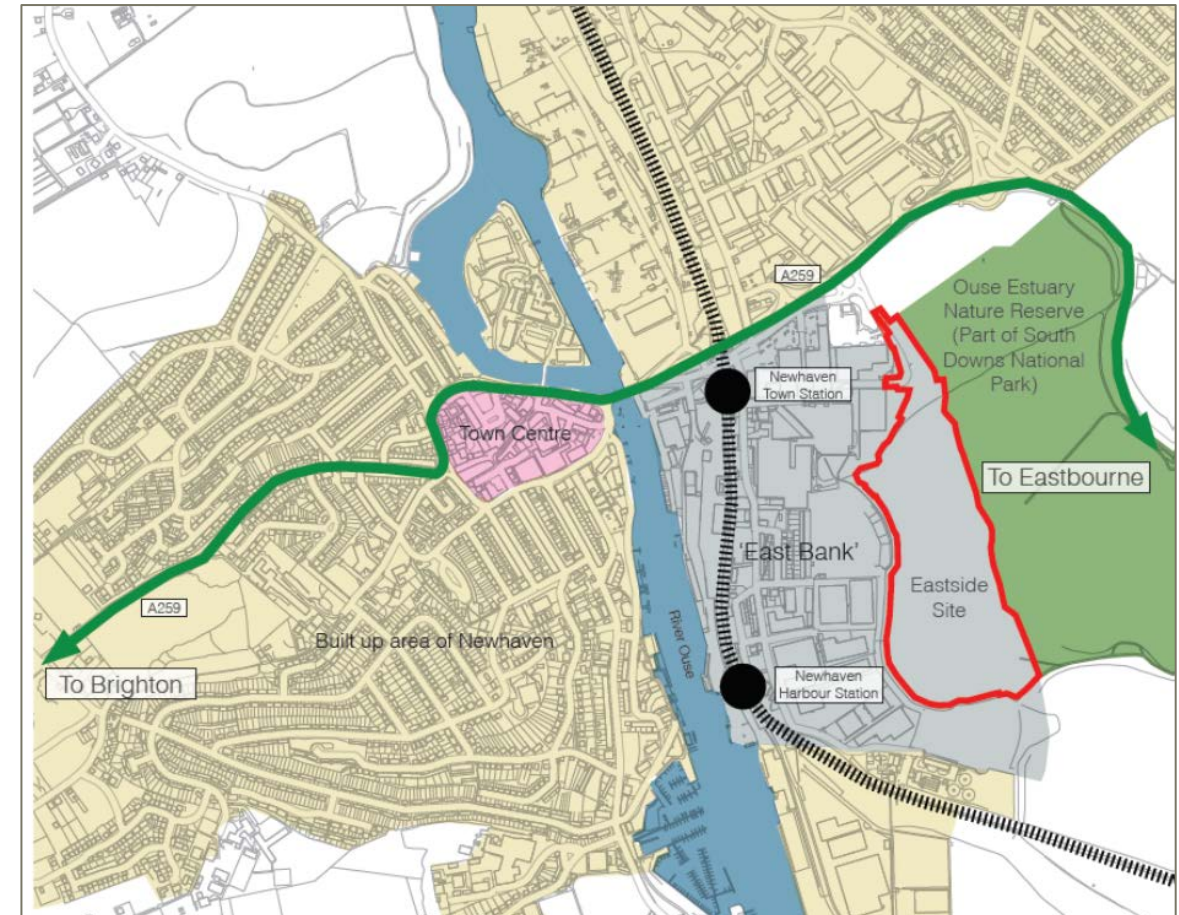 A259
Ouse Estuary
Nature Reserve
(Part of South
Downs National
Park)
Newhaven
Town Station
Town Centre
To Eastbourne
'East Bank'
Eastside
Site
A259
Built up area of Newhaven
River Ouse
To Brighton
Newhaven
Harbour Station